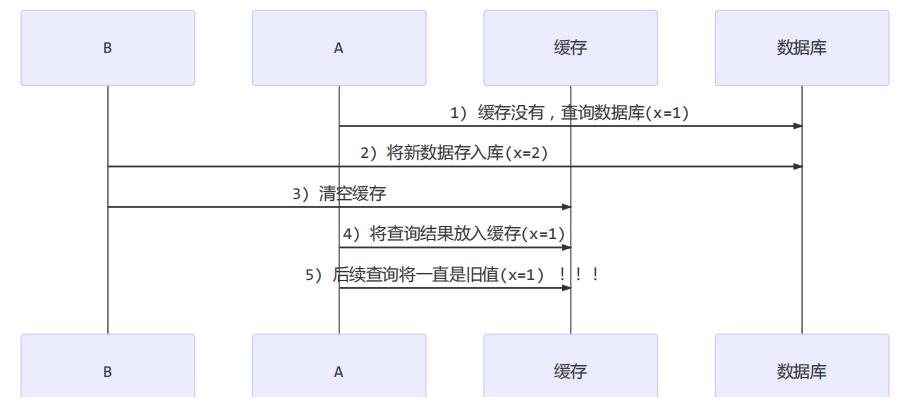 B A 缓存 数据库
1) 缓存没有，查询数据库(x=1)
2) 将新数据存入库(x=2)
3) 清空缓存
4) 将查询结果放入缓存(x=1)
5) 后续查询将一直是旧值(x=1) ！！！
B A 缓存 数据库